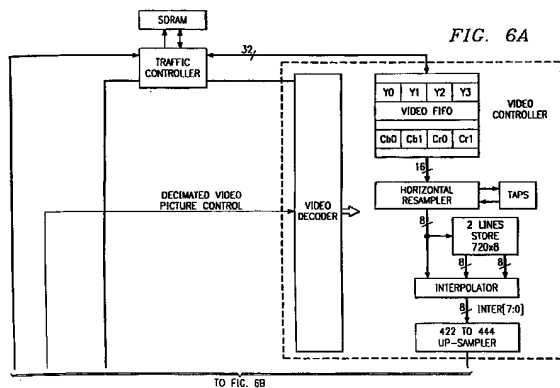 SDRAM
FIG. 6A
TRAFFIC
CONTROLLER
32
Y0 Y1 Y2 Y3
VIDEO FIFO
Cb0 Cb1 Cr0 Cr1
VIDEO
CONTROLLER
16
HORIZONTAL
RESAMPLER
TAPS
DECIMATED VIDEO
PICTURE CONTROL
VIDEO
DECODER
8
2 LINES
STORE
720x8
8
8
INTERPOLATOR
8
INTER[7:0]
422 TO 444
UP-SAMPLER
TO FIG. 6B